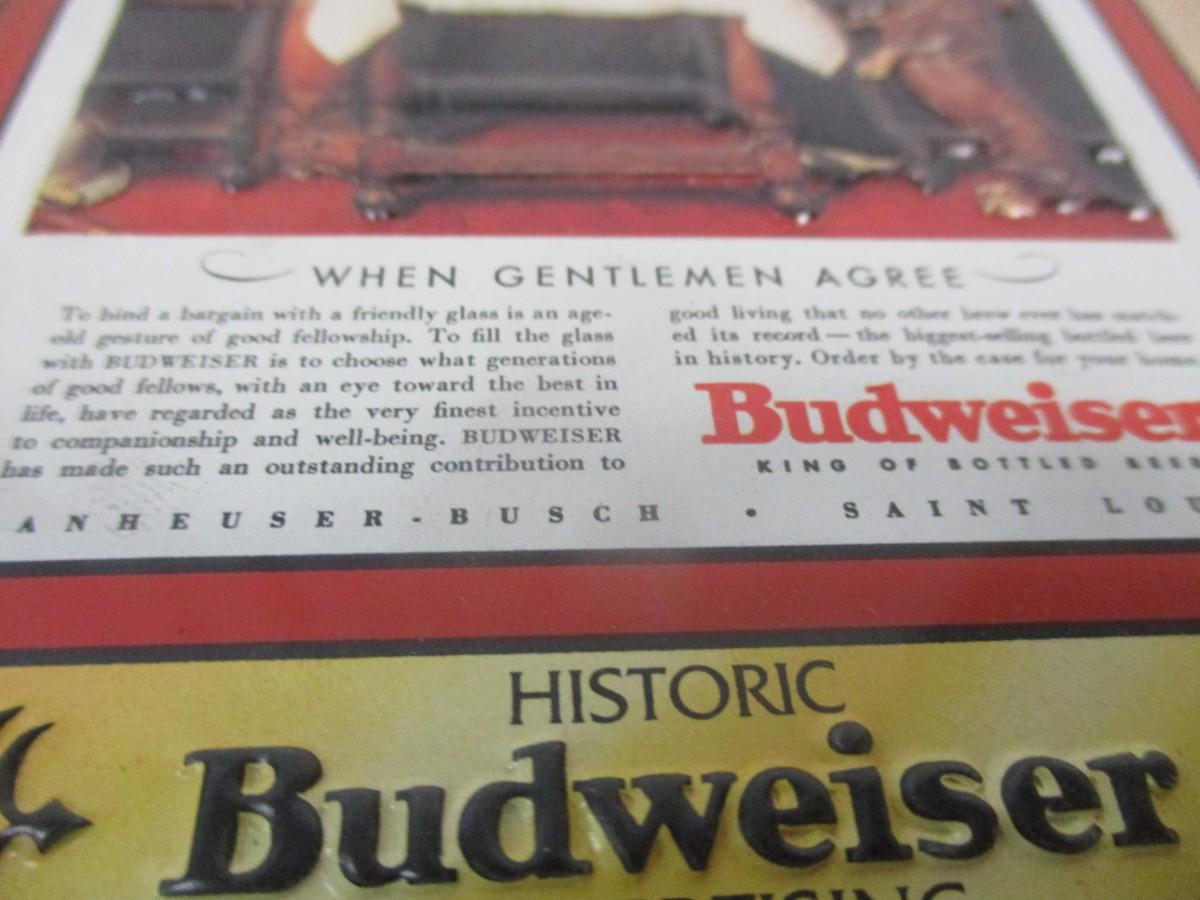 WHEN GENTLEMEN AGREE
To bind a bargain with a friendly glass is an age-
old gesture of good fellowship. To fill the glass
with BUDWEISER is to choose what generations
of good fellows, with an eye toward the best in
life, have regarded as the very finest incentive
to companionship and well-being. BUDWEISER
has made such an outstanding contribution to
good living that no other brew ever has match-
ed its record — the biggest-selling bottled beer
in history. Order by the case for your home
Budweiser
KING OF BOTTLED BEER
ANHEUSER-BUSCH • SAINT LOU
HISTORIC
Budweiser